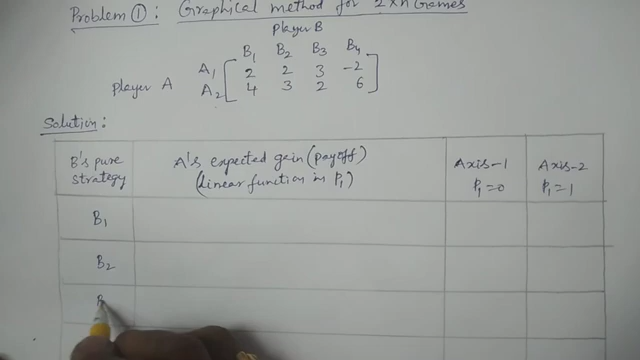 Problem ①: Graphical method for 2xn Games
Player B
B1 B2 B3 B4
Player A A1 2 2 3 -2
A2 4 3 2 6
Solution:
B's pure strategy
A's expected gain (payoff)
(linear function in P1)
Axis-1
P1=0
Axis-2
P1=1
B1
B2
B